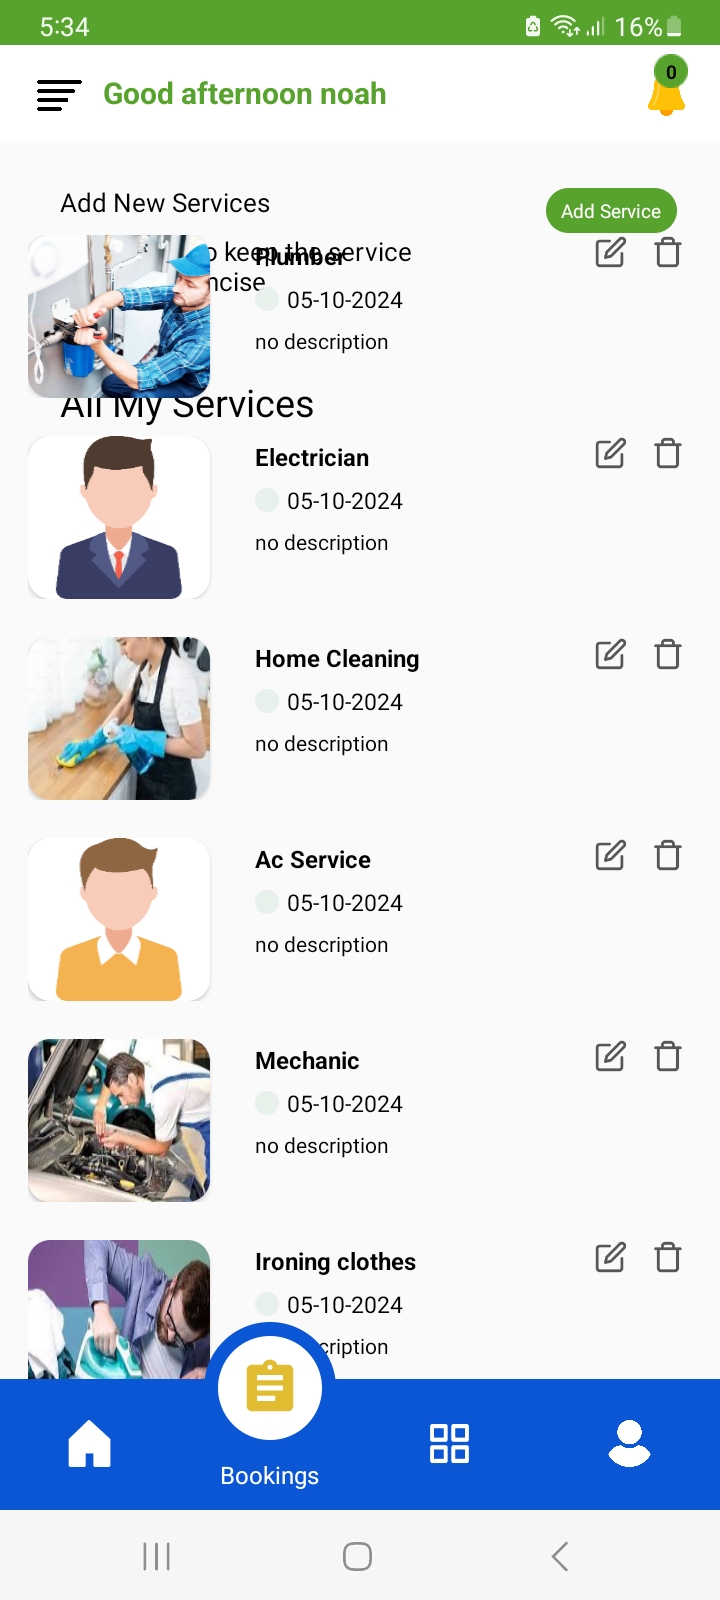 5:34
16%
Good afternoon noah
0
Add New Services
Add Service
keep the service
Plumber
05-10-2024
no description
All My Services
Electrician
05-10-2024
no description
Home Cleaning
05-10-2024
no description
Ac Service
05-10-2024
no description
Mechanic
05-10-2024
no description
Ironing clothes
05-10-2024
cription
Bookings